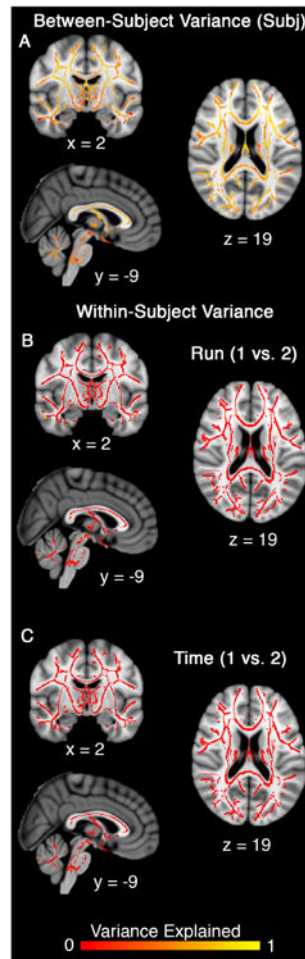 Between-Subject Variance (Subj)
A
x = 2
z = 19
y = -9
Within-Subject Variance
B
Run (1 vs. 2)
x = 2
z = 19
y = -9
C
Time (1 vs. 2)
x = 2
z = 19
y = -9
Variance Explained
0 1